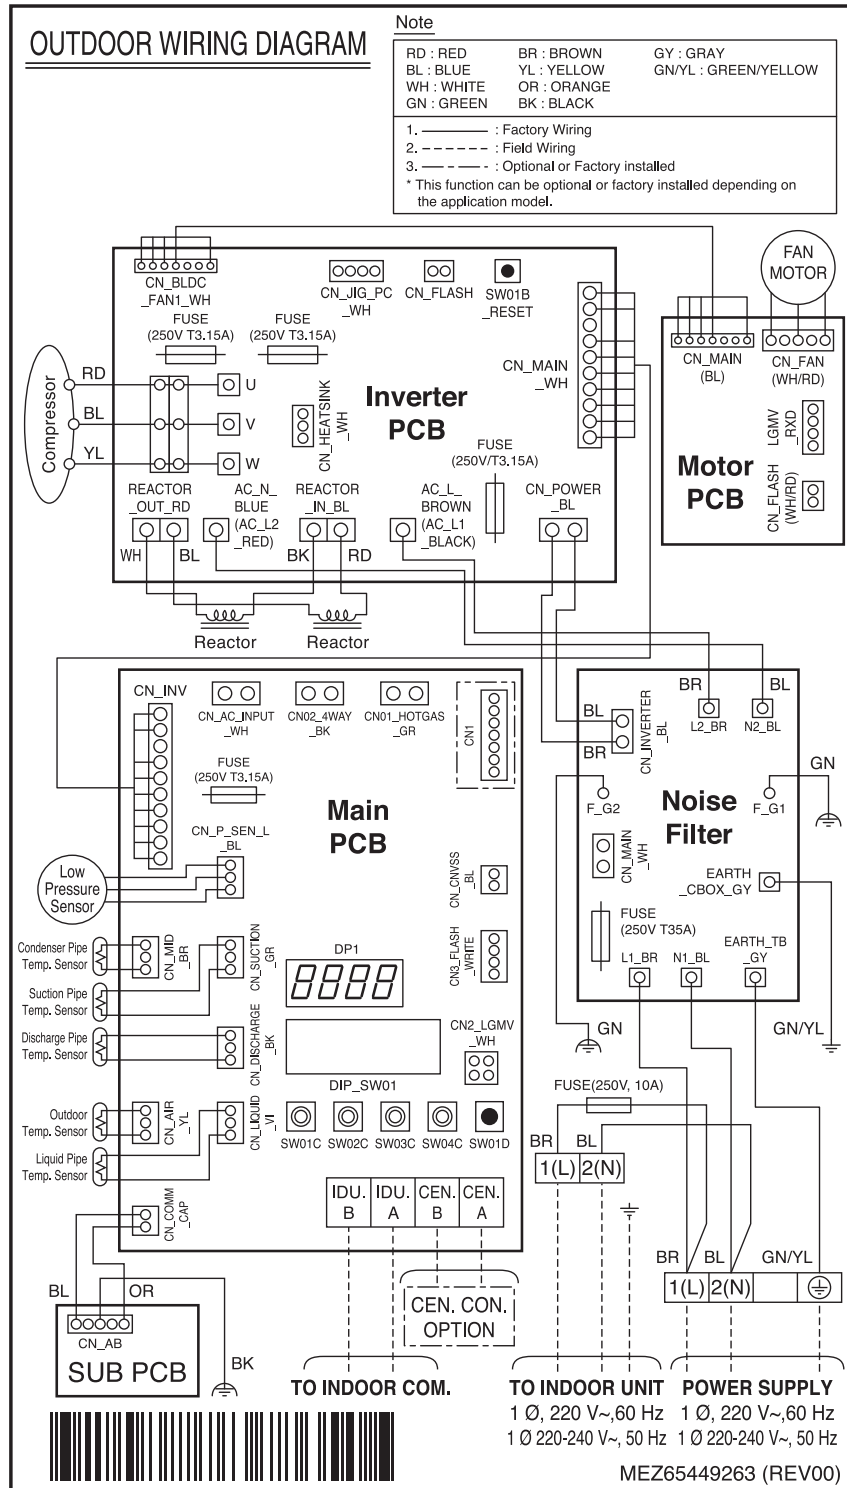 OUTDOOR WIRING DIAGRAM
Note
RD : RED BR : BROWN GY : GRAY
BL : BLUE YL : YELLOW GN/YL : GREEN/YELLOW
WH : WHITE OR : ORANGE
GN : GREEN BK : BLACK
1. : Factory Wiring
2. : Field Wiring
3. : Optional or Factory installed
* This function can be optional or factory installed depending on
the application model.
CN_BLDC
_FAN1_WH
CN_JIG_PC
_WH
CN_FLASH
SW01B
_RESET
FUSE
(250V T3.15A)
FUSE
(250V T3.15A)
CN_MAIN
_WH
Compressor
RD
BL
YL
U
V
W
CN_HEATSINK
_WH
Inverter
PCB
FUSE
(250V/T3.15A)
REACTOR
_OUT_RD
AC_N_
BLUE
(AC_L2
_RED)
REACTOR
_IN_BL
AC_L_
BROWN
(AC_L1
_BLACK)
CN_POWER
_BL
WH
BL
BK
RD
Reactor
Reactor
FAN
MOTOR
CN_MAIN
(BL)
CN_FAN
(WH/RD)
LGMV
_RXD
CN_FLASH
(WH/RD)
Motor
PCB
CN_INV
CN_AC_INPUT
_WH
CN02_4WAY
_BK
CN01_HOTGAS
_GR
CN1
FUSE
(250V T3.15A)
Main
PCB
CN_P_SEN_L
_BL
Low
Pressure
Sensor
CN_CNVSS
_BL
Condenser Pipe
Temp. Sensor
CN_MID
_BR
CN_SUCTION
_GR
Suction Pipe
Temp. Sensor
DP1
8888
CN3_FLASH
_WRITE
Discharge Pipe
Temp. Sensor
CN_DISCHARGE
_BK
CN2_LGMV
_WH
DIP_SW01
Outdoor
Temp. Sensor
CN_AIR
_YL
CN_LIQUID
_VI
Liquid Pipe
Temp. Sensor
SW01C SW02C SW03C SW04C SW01D
CN_COMM
_CAP
IDU.
B
IDU.
A
CEN.
B
CEN.
A
CEN. CON.
OPTION
BL
OR
CN_AB
SUB PCB
BK
TO INDOOR COM.
BR
BL
BL
BR
CN_INVERTER
_BL
L2_BR
N2_BL
F_G2
Noise
Filter
F_G1
GN
CN_MAIN
_WH
EARTH
_CBOX_GY
FUSE
(250V T35A)
L1_BR
N1_BL
EARTH_TB
_GY
GN
GN/YL
FUSE(250V, 10A)
BR
BL
1(L) 2(N)
BR
BL
GN/YL
1(L) 2(N)
TO INDOOR UNIT
1 Ø, 220 V~,60 Hz
1 Ø 220-240 V~, 50 Hz
POWER SUPPLY
1 Ø, 220 V~,60 Hz
1 Ø 220-240 V~, 50 Hz
MEZ65449263 (REV00)